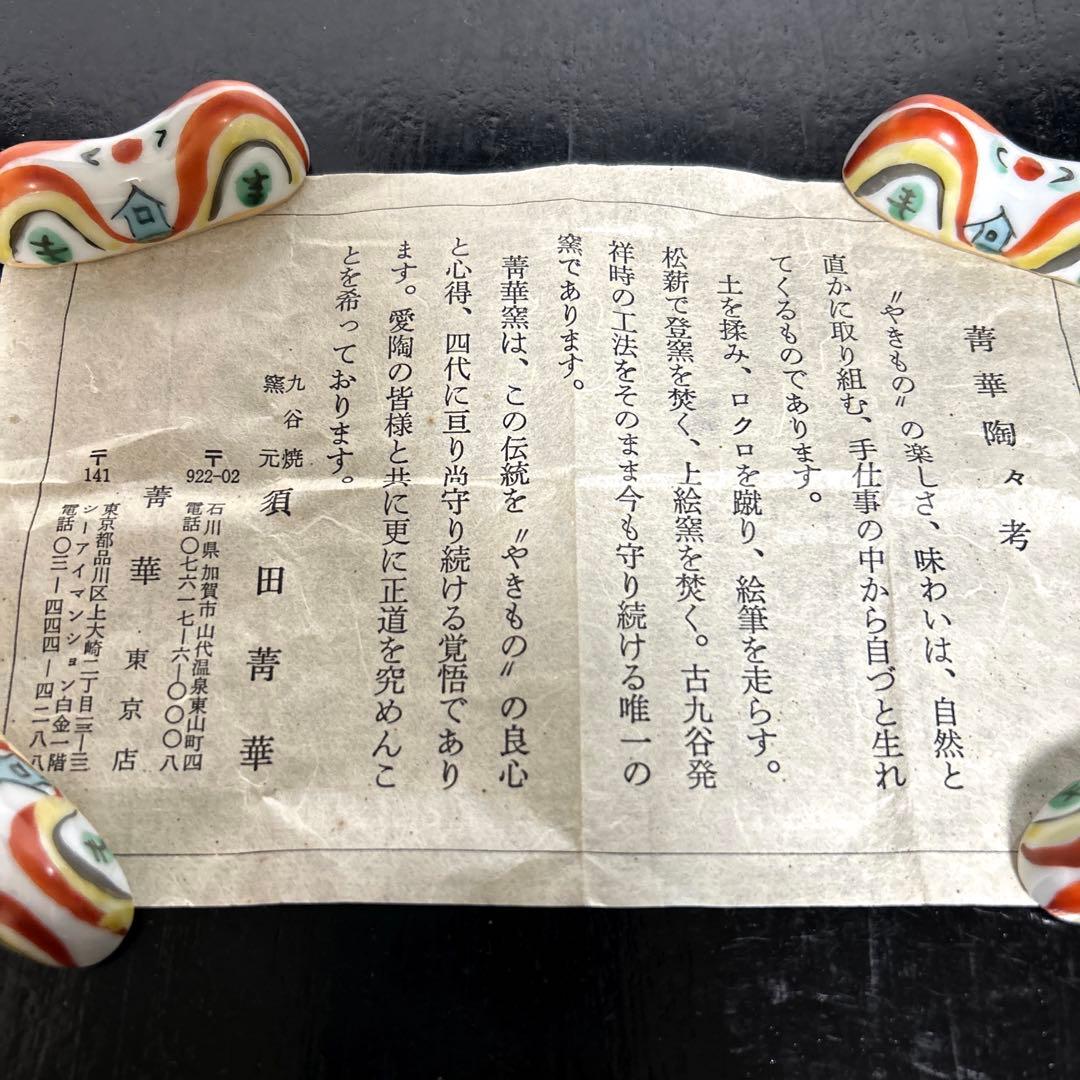 菁華陶々考
〝やきもの〟の楽しさ、味わいは、自然と
直かに取り組む、手仕事の中から自づと生れ
てくるものであります。
土を揉み、ロクロを蹴り、絵筆を走らす。
松薪で登窯を焚く、上絵窯を焚く。古九谷発
祥時の工法をそのまま今も守り続ける唯一の
窯であります。
菁華窯は、この伝統を〝やきもの〟の良心
と心得、四代に亘り尚守り続ける覚悟であり
ます。愛陶の皆様と共に更に正道を究めんこ
とを希っております。
九谷焼
窯元
須田菁華
〒922-02
石川県加賀市山代温泉東山町四
電話〇七六一七―六―〇〇〇八
菁華 東京店
〒141
東京都品川区上大崎二丁目
シーアイマンション白金一階
電話〇三―四四四―四二八八